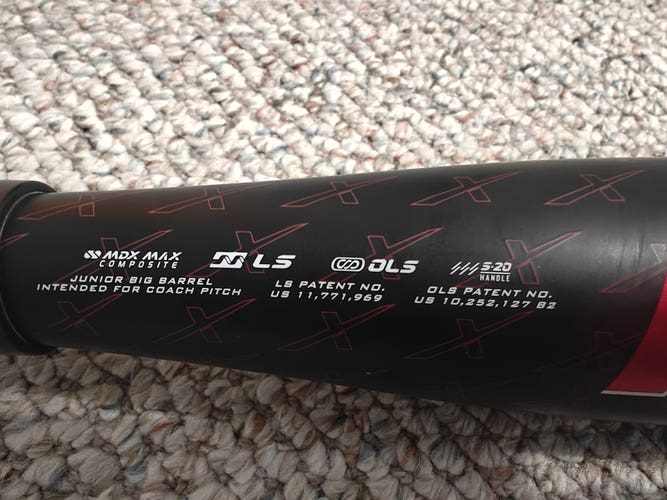 MDX MAX
COMPOSITE
JUNIOR BIG BARREL
INTENDED FOR COACH PITCH
LS
LS PATENT NO.
US 11,771,969
OLS
OLS PATENT NO.
US 10,252,127 B2
S-20
HANDLE